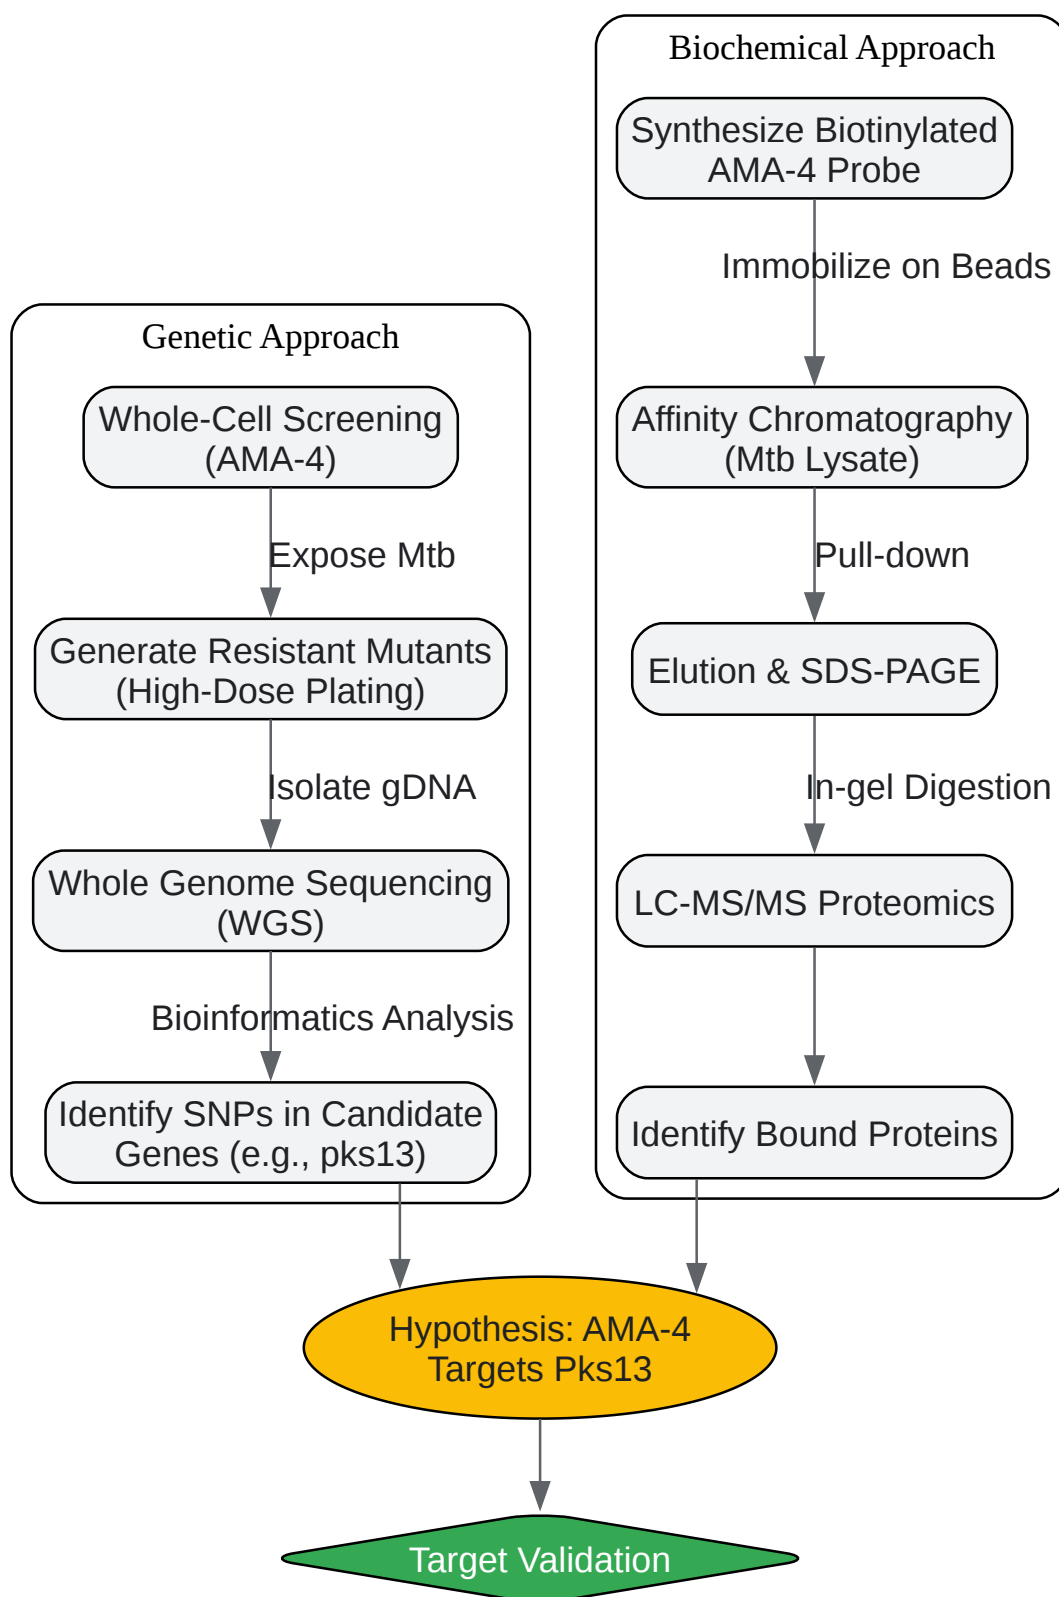 Biochemical Approach
Synthesize Biotinylated
AMA-4 Probe
Immobilize on Beads
Affinity Chromatography
(Mtb Lysate)
Pull-down
Elution & SDS-PAGE
In-gel Digestion
LC-MS/MS Proteomics
Identify Bound Proteins
Genetic Approach
Whole-Cell Screening
(AMA-4)
Expose Mtb
Generate Resistant Mutants
(High-Dose Plating)
Isolate gDNA
Whole Genome Sequencing
(WGS)
Bioinformatics Analysis
Identify SNPs in Candidate
Genes (e.g., pks13)
Hypothesis: AMA-4
Targets Pks13
Target Validation